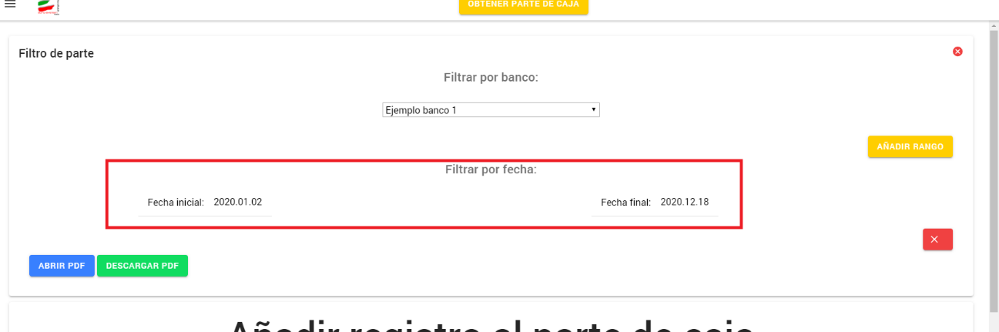 OBTENER PARTE DE CAJA
Filtro de parte
Filtrar por banco:
Ejemplo banco 1
AÑADIR RANGO
Filtrar por fecha:
Fecha inicial: 2020.01.02
Fecha final: 2020.12.18
ABRIR PDF
DESCARGAR PDF
Añadir registro al parte de caja